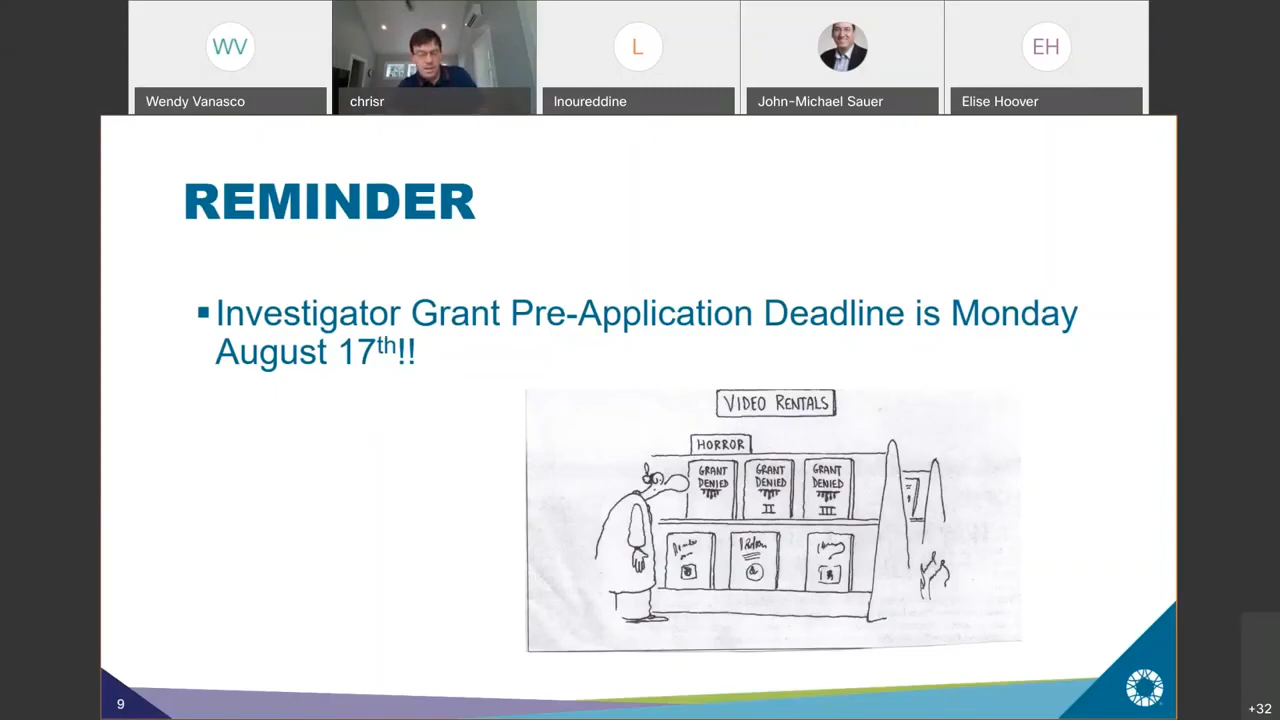 WV
L
EH
Wendy Vanasco
chrisr
lnoureddine
John-Michael Sauer
Elise Hoover
REMINDER
▪Investigator Grant Pre-Application Deadline is Monday
August 17th!!
VIDEO RENTALS
HORROR
GRANT DENIED
GRANT DENIED II
GRANT DENIED III
9
+32